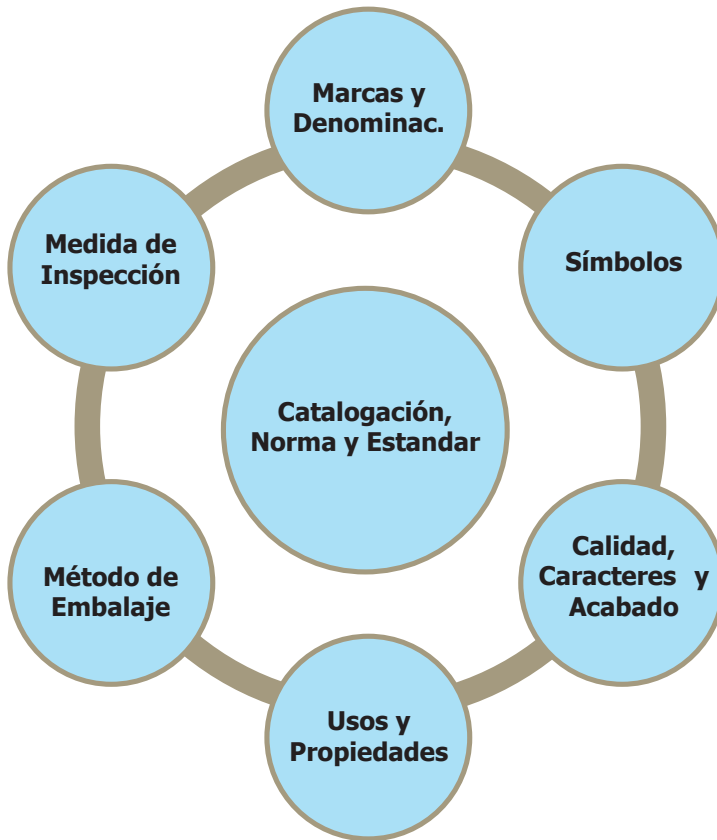 Marcas y
Denominac.
Símbolos
Calidad,
Caracteres y
Acabado
Usos y
Propiedades
Método de
Embalaje
Medida de
Inspección
Catalogación,
Norma y Estandar